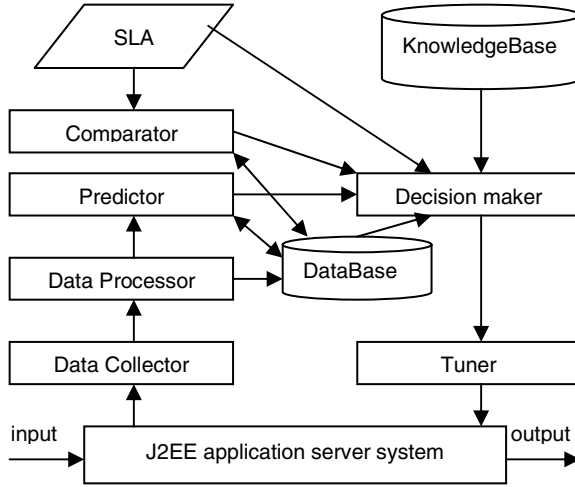 SLA
KnowledgeBase
Comparator
Predictor
Decision maker
DataBase
Data Processor
Data Collector
Tuner
input
J2EE application server system
output